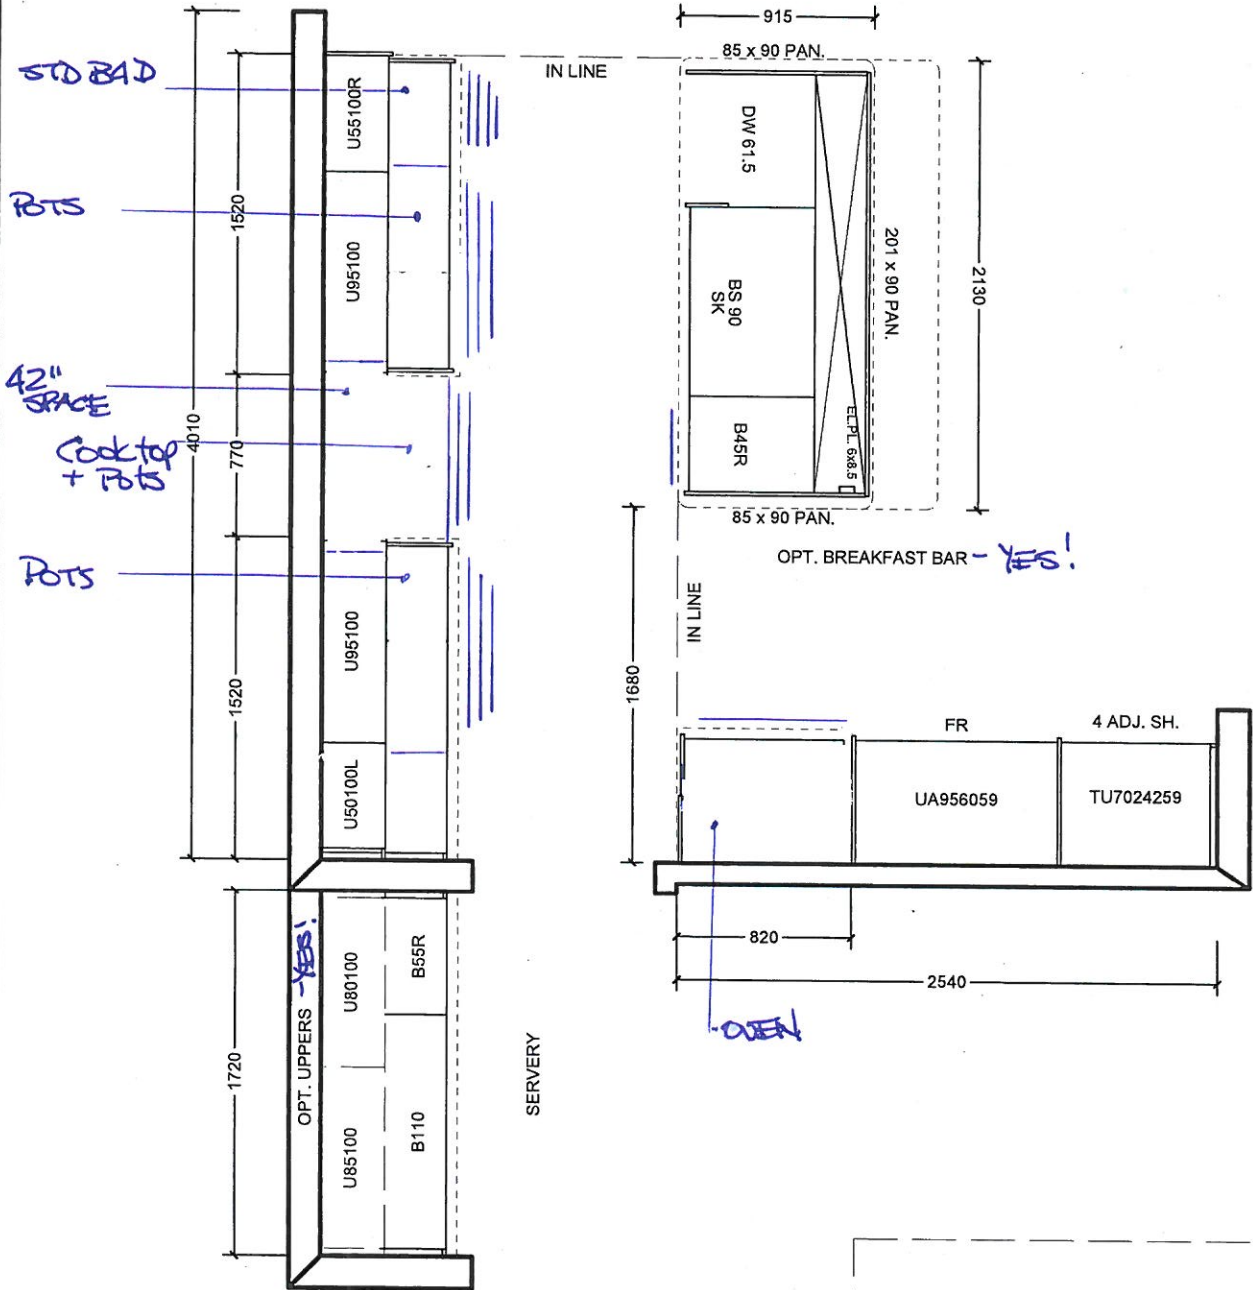 915
85 x 90 PAN.
IN LINE
STD BAD
U55100R
DW 61.5
POTS
1520
U95100
BS 90
SK
201 x 90 PAN.
2130
42"
SPACE
4010
770
Cooktop
+ Pots
B45R
EL.PL. 6x8.5
85 x 90 PAN.
OPT. BREAKFAST BAR - YES!
POTS
IN LINE
U95100
1520
1680
U50100L
FR
4 ADJ. SH.
UA956059
TU7024259
820
2540
OVEN
OPT. UPPERS - YES!
U80100
B55R
1720
U85100
B110
SERVERY